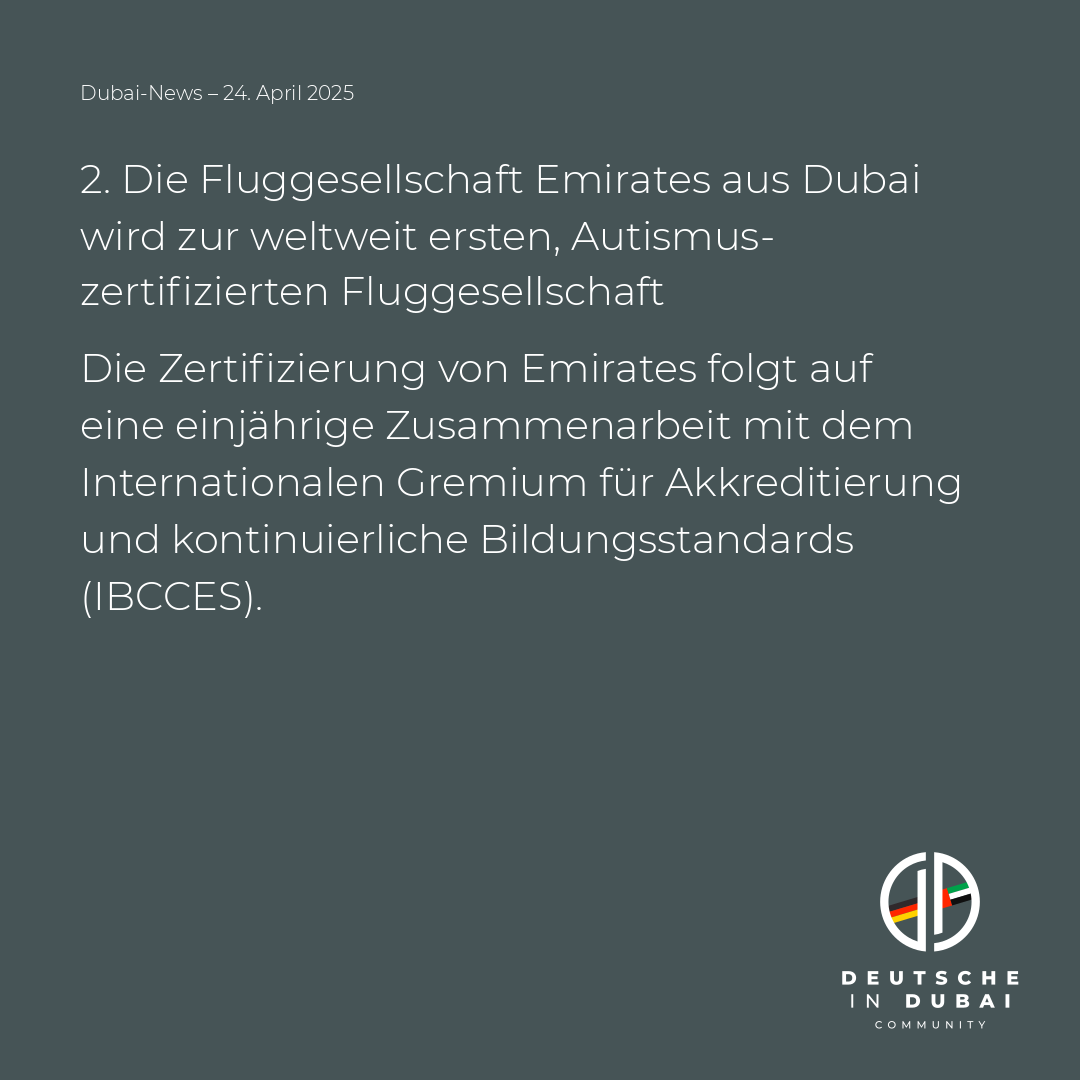 Dubai-News – 24. April 2025
2. Die Fluggesellschaft Emirates aus Dubai
wird zur weltweit ersten, Autismus-
zertifizierten Fluggesellschaft
Die Zertifizierung von Emirates folgt auf
eine einjährige Zusammenarbeit mit dem
Internationalen Gremium für Akkreditierung
und kontinuierliche Bildungsstandards
(IBCCES).
DEUTSCHE
IN DUBAI
COMMUNITY